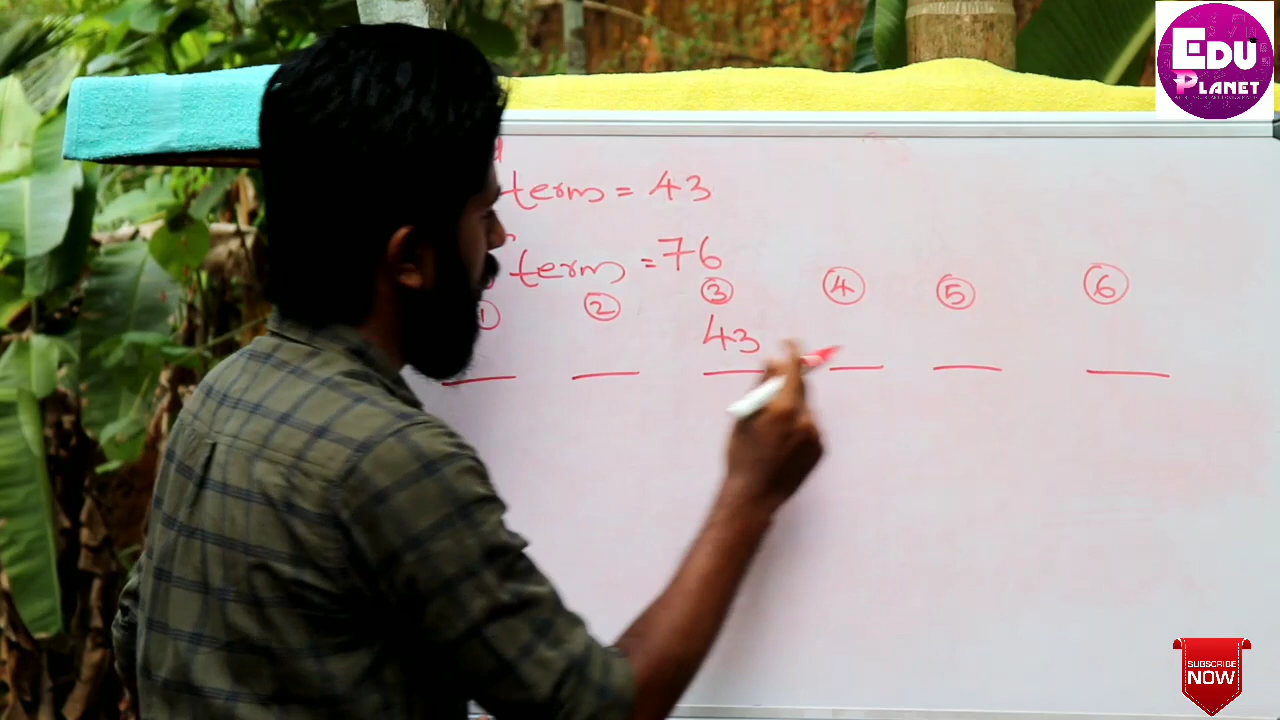 EDU
PLANET
term = 43
term = 76
① ② ③ ④ ⑤ ⑥
43
SUBSCRIBE
NOW